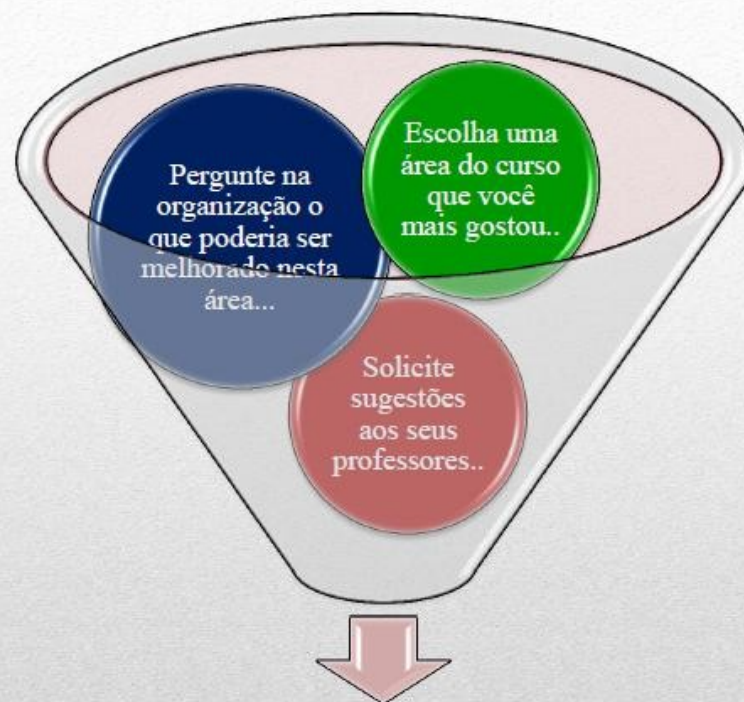 Escolha uma
área do curso
que você
mais gostou..
Pergunte na
organização o
que poderia ser
melhorado nesta
área...
Solicite
sugestões
aos seus
professores..